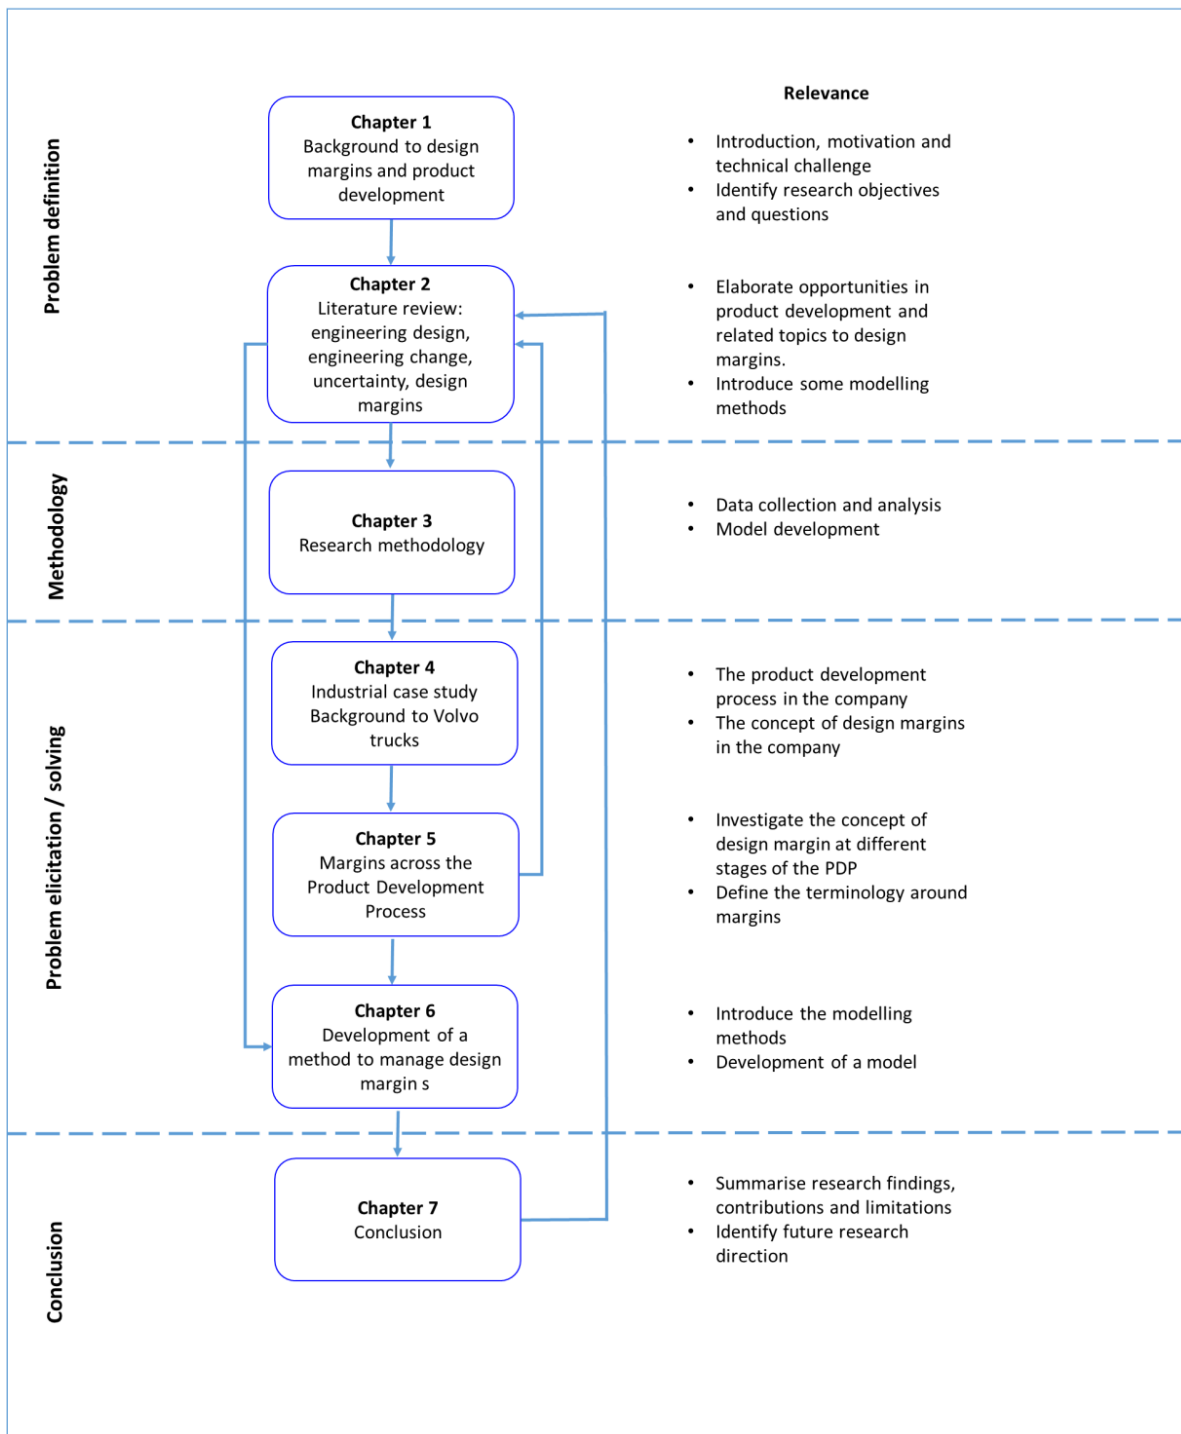 Problem definition
Chapter 1
Background to design
margins and product
development
Relevance
• Introduction, motivation and
technical challenge
• Identify research objectives
and questions
Chapter 2
Literature review:
engineering design,
engineering change,
uncertainty, design
margins
• Elaborate opportunities in
product development and
related topics to design
margins.
• Introduce some modelling
methods
Methodology
Chapter 3
Research methodology
• Data collection and analysis
• Model development
Problem elicitation / solving
Chapter 4
Industrial case study
Background to Volvo
trucks
• The product development
process in the company
• The concept of design margins
in the company
Chapter 5
Margins across the
Product Development
Process
• Investigate the concept of
design margin at different
stages of the PDP
• Define the terminology around
margins
Chapter 6
Development of a
method to manage design
margin s
• Introduce the modelling
methods
• Development of a model
Conclusion
Chapter 7
Conclusion
• Summarise research findings,
contributions and limitations
• Identify future research
direction